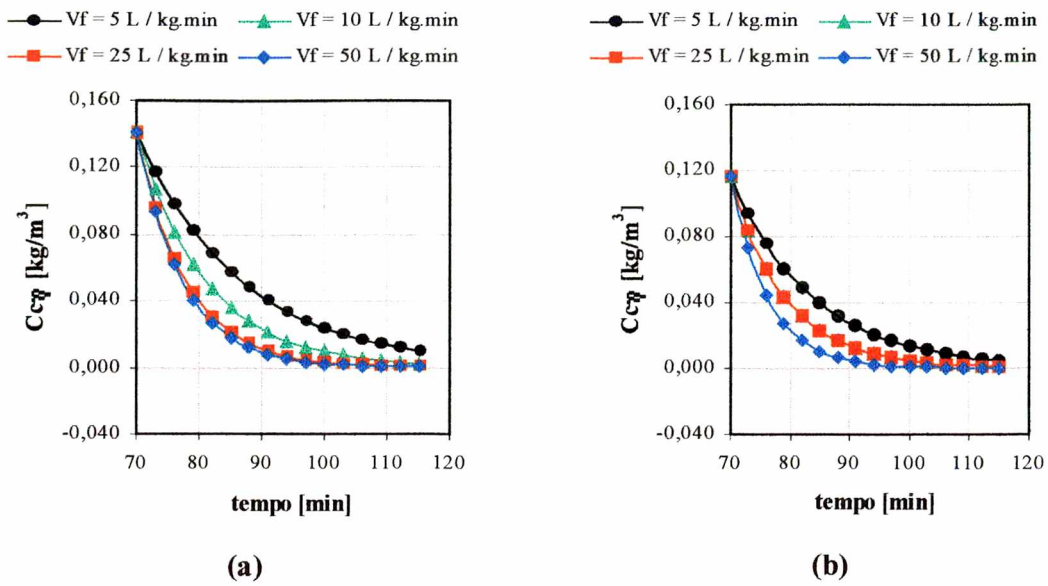 Vf = 5 L / kg.min Vf = 10 L / kg.min
Vf = 25 L / kg.min Vf = 50 L / kg.min
0,160
0,120
0,080
0,040
0,000
-0,040
Ccη [kg/m³]
70 80 90 100 110 120
tempo [min]
(a)
Vf = 5 L / kg.min Vf = 10 L / kg.min
Vf = 25 L / kg.min Vf = 50 L / kg.min
0,160
0,120
0,080
0,040
0,000
-0,040
[kg/m³]
70 80 90 100 110 120
tempo [min]
(b)